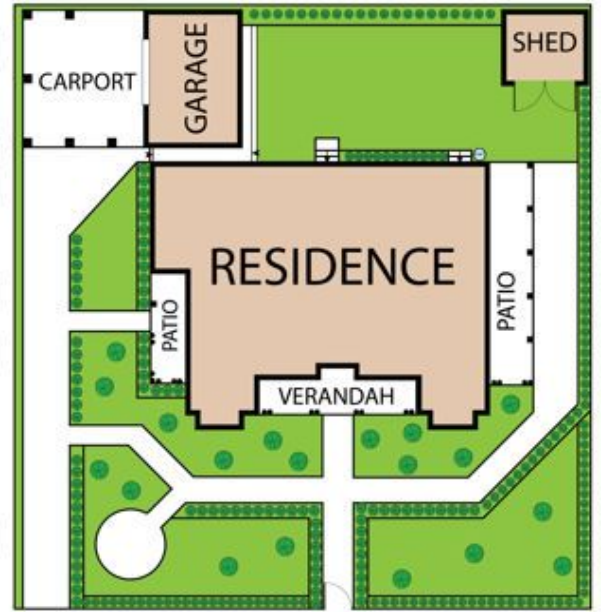 CARPORT
GARAGE
SHED
RESIDENCE
PATIO
PATIO
VERANDAH